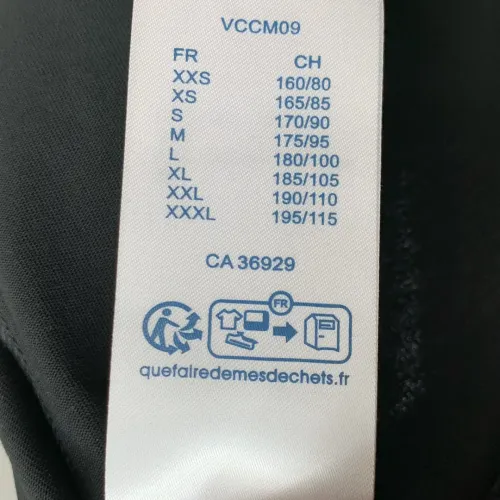 VCCM09
FR CH
XXS 160/80
XS 165/85
S 170/90
M 175/95
L 180/100
XL 185/105
XXL 190/110
XXXL 195/115
CA 36929
FR
quefairedemesdechets.fr